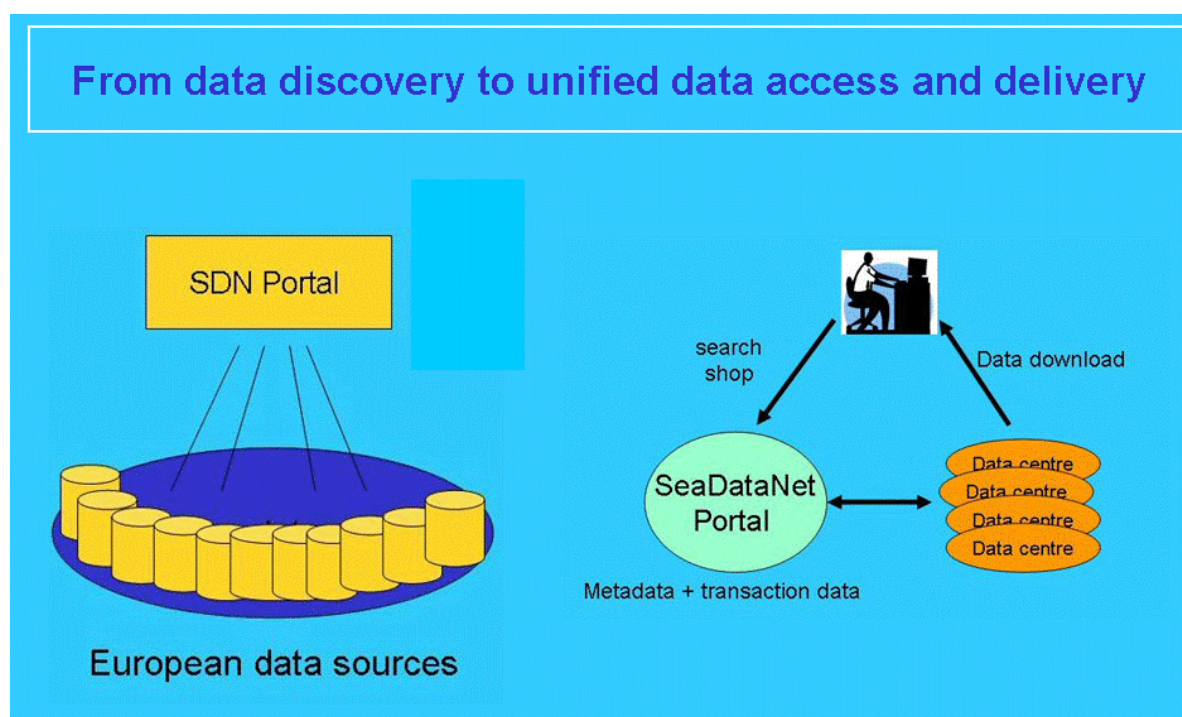 From data discovery to unified data access and delivery
SDN Portal
European data sources
search
shop
Data download
SeaDataNet
Portal
Data centre
Data centre
Data centre
Data centre
Metadata + transaction data